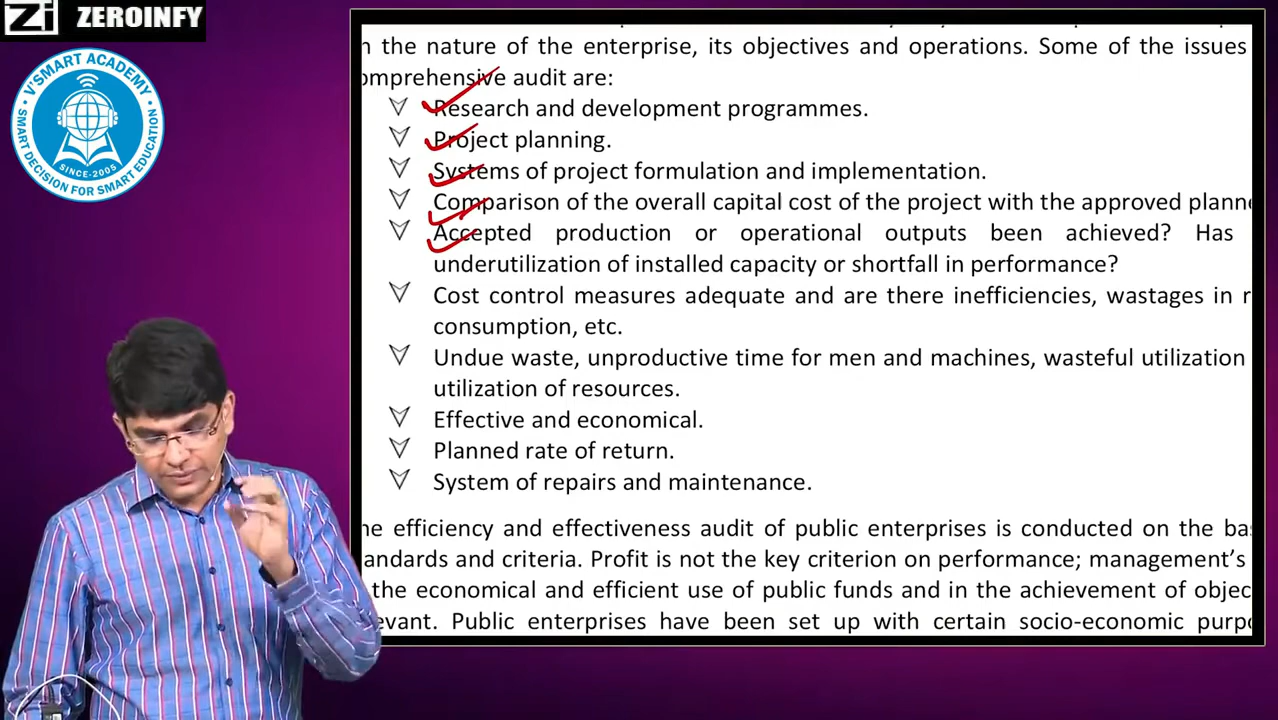 Zi ZEROINFY
V'SMART ACADEMY
SINCE-2005
SMART DECISION FOR SMART EDUCATION
the nature of the enterprise, its objectives and operations. Some of the issues
audit are:
Research and development programmes.
Project planning.
Systems of project formulation and implementation.
Comparison of the overall capital cost of the project with the approved
Accepted production or operational outputs been achieved? Has
underutilization of installed capacity or shortfall in performance?
Cost control measures adequate and are there inefficiencies, wastages in
consumption, etc.
Undue waste, unproductive time for men and machines, wasteful utilization
utilization of resources.
Effective and economical.
Planned rate of return.
System of repairs and maintenance.
efficiency and effectiveness audit of public enterprises is conducted on the
and criteria. Profit is not the key criterion on performance; management's
the economical and efficient use of public funds and in the achievement of
Public enterprises have been set up with certain socio-economic